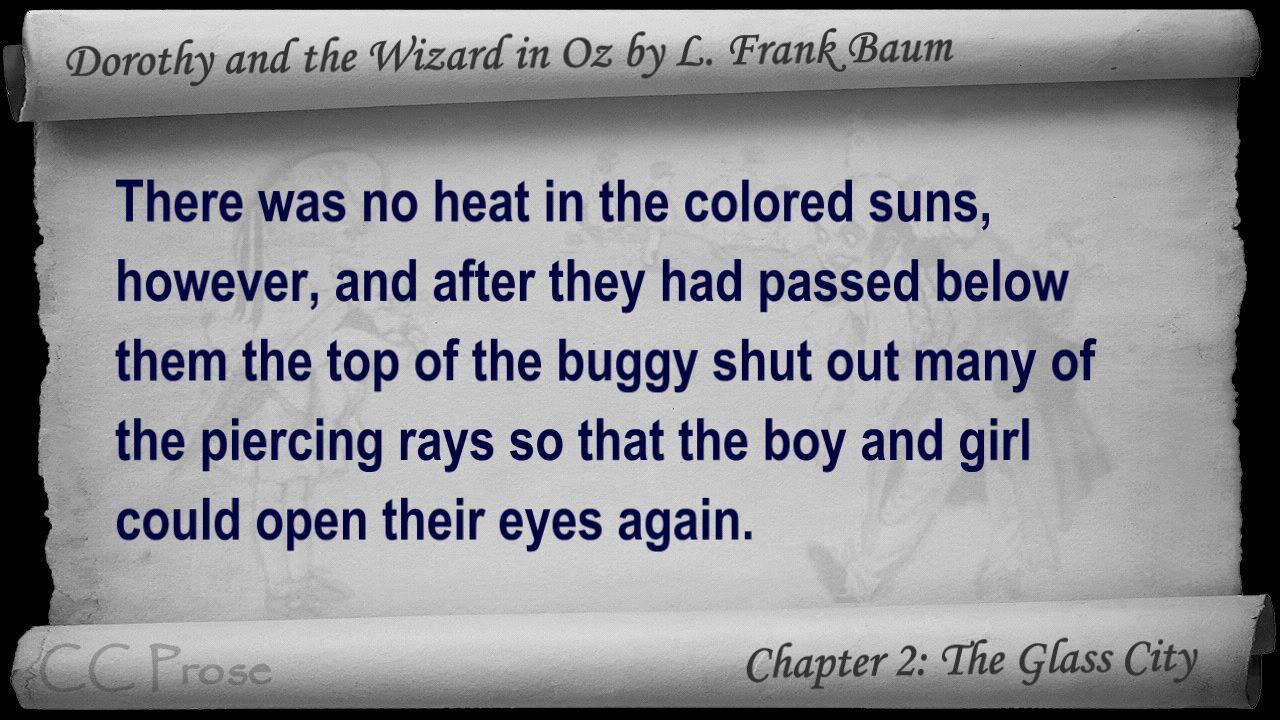 Dorothy and the Wizard in Oz by L. Frank Baum
There was no heat in the colored suns,
however, and after they had passed below
them the top of the buggy shut out many of
the piercing rays so that the boy and girl
could open their eyes again.
CC Prose
Chapter 2: The Glass City